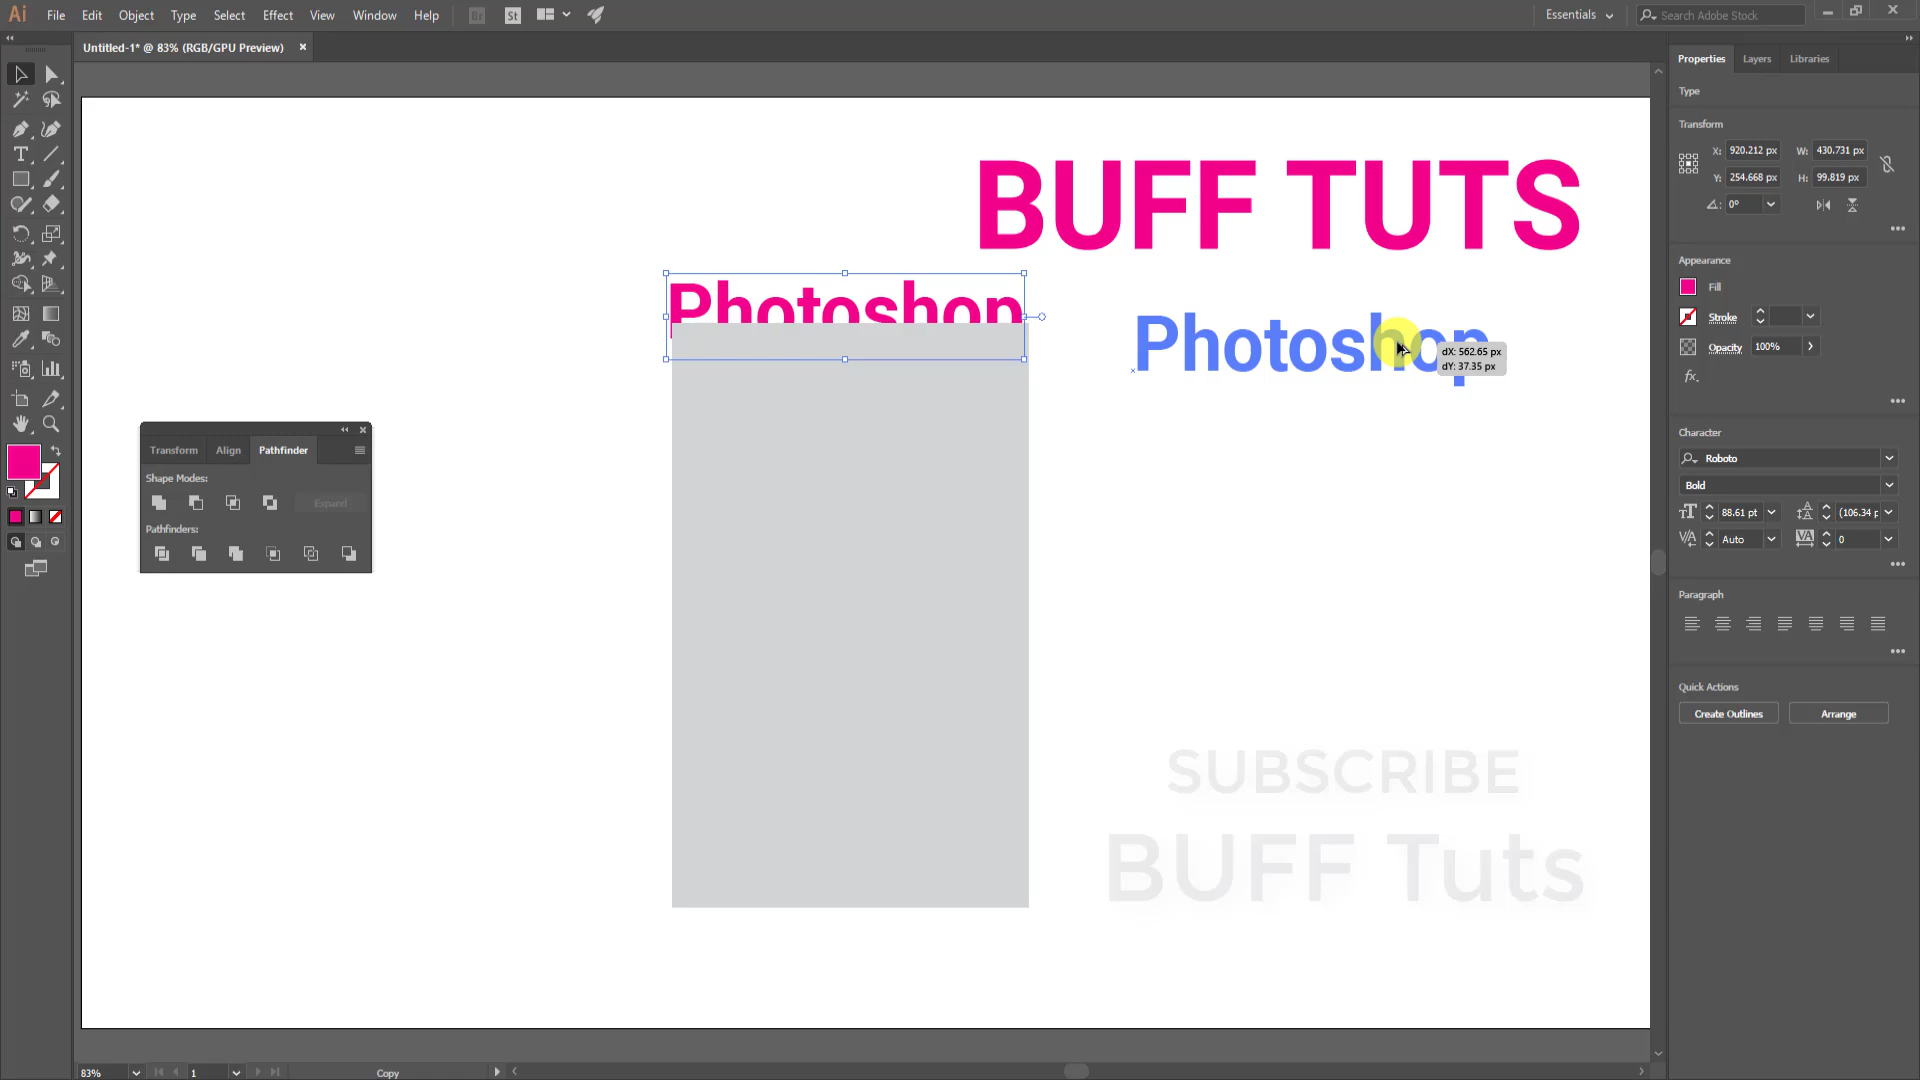 Ai File Edit Object Type Select Effect View Window Help Br St Essentials Search Adobe Stock
Untitled-1* @ 83% (RGB/GPU Preview)
Properties Layers Libraries
Type
Transform
X: 920.212 px W: 430.731 px
Y: 254.668 px H: 99.819 px
0°
Appearance
Fill
Stroke
Opacity 100%
fx.
Character
Roboto
Bold
88.61 pt (106.34 p
Auto 0
Paragraph
Quick Actions
Create Outlines Arrange
BUFF TUTS
Photoshop
Photoshop
dX: 562.65 px
dY: 37.35 px
Transform Align Pathfinder
Shape Modes:
Expand
Pathfinders:
SUBSCRIBE
BUFF Tuts
83% 1 Copy